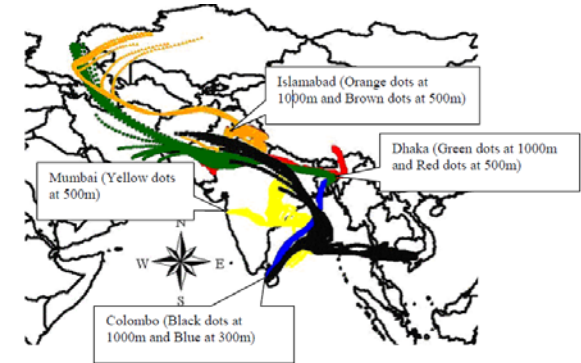 Islamabad (Orange dots at
1000m and Brown dots at 500m)
Dhaka (Green dots at 1000m
and Red dots at 500m)
Mumbai (Yellow dots
at 500m)
N
W E
S
Colombo (Black dots at
1000m and Blue at 300m)